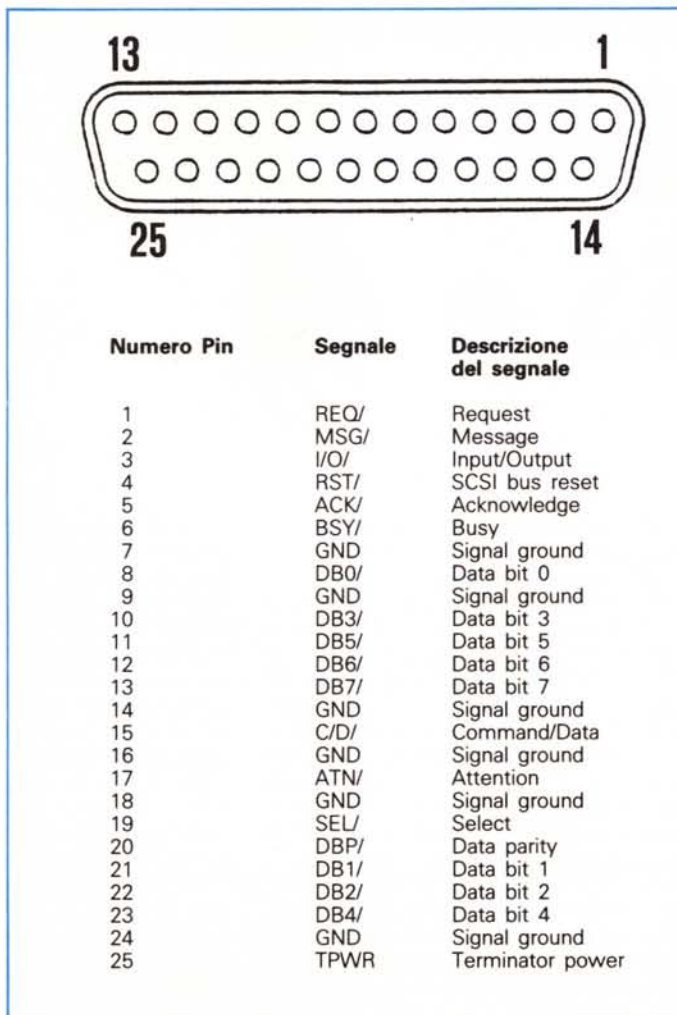 13 1
25 14
Numero Pin Segnale Descrizione
del segnale
1 REQ/ Request
2 MSG/ Message
3 I/O/ Input/Output
4 RST/ SCSI bus reset
5 ACK/ Acknowledge
6 BSY/ Busy
7 GND Signal ground
8 DB0/ Data bit 0
9 GND Signal ground
10 DB3/ Data bit 3
11 DB5/ Data bit 5
12 DB6/ Data bit 6
13 DB7/ Data bit 7
14 GND Signal ground
15 C/D/ Command/Data
16 GND Signal ground
17 ATN/ Attention
18 GND Signal ground
19 SEL/ Select
20 DBP/ Data parity
21 DB1/ Data bit 1
22 DB2/ Data bit 2
23 DB4/ Data bit 4
24 GND Signal ground
25 TPWR Terminator power